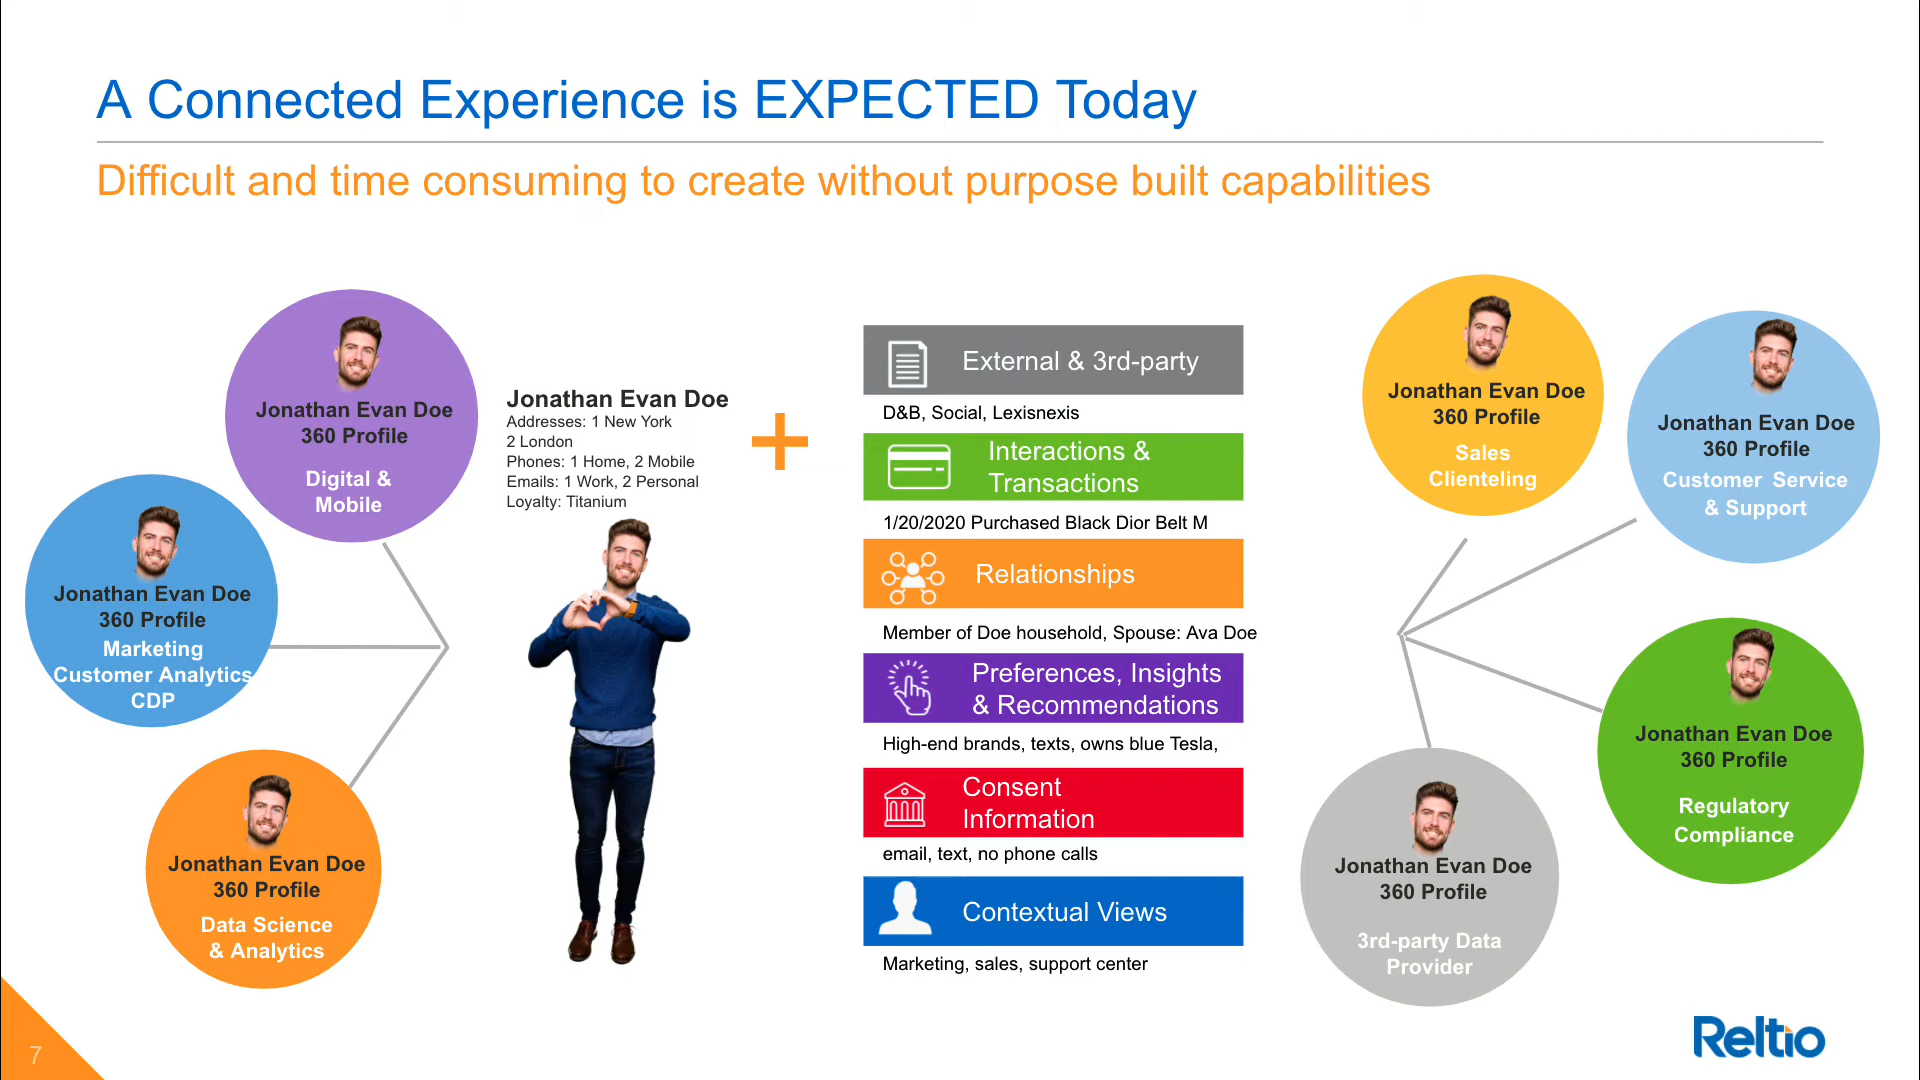 A Connected Experience is EXPECTED Today
Difficult and time consuming to create without purpose built capabilities
Jonathan Evan Doe
360 Profile
Digital &
Mobile
Jonathan Evan Doe
360 Profile
Marketing
Customer Analytics
CDP
Jonathan Evan Doe
360 Profile
Data Science
& Analytics
Jonathan Evan Doe
Addresses: 1 New York
2 London
Phones: 1 Home, 2 Mobile
Emails: 1 Work, 2 Personal
Loyalty: Titanium
External & 3rd-party
D&B, Social, Lexisnexis
Interactions &
Transactions
1/20/2020 Purchased Black Dior Belt M
Relationships
Member of Doe household, Spouse: Ava Doe
Preferences, Insights
& Recommendations
High-end brands, texts, owns blue Tesla,
Consent
Information
email, text, no phone calls
Contextual Views
Marketing, sales, support center
Jonathan Evan Doe
360 Profile
Sales
Clienteling
Jonathan Evan Doe
360 Profile
Customer Service
& Support
Jonathan Evan Doe
360 Profile
Regulatory
Compliance
Jonathan Evan Doe
360 Profile
3rd-party Data
Provider
7
Reltio